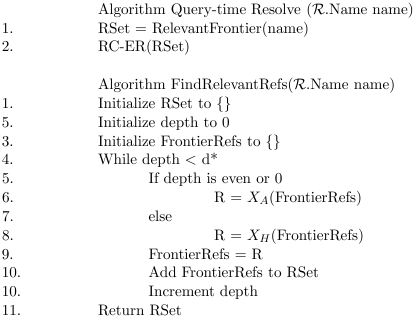 Algorithm Query-time Resolve (ℛ.Name name)
1. RSet = RelevantFrontier(name)
2. RC-ER(RSet)
Algorithm FindRelevantRefs(ℛ.Name name)
1. Initialize RSet to {}
5. Initialize depth to 0
3. Initialize FrontierRefs to {}
4. While depth < d*
5. If depth is even or 0
6. R = X_A(FrontierRefs)
7. else
8. R = X_H(FrontierRefs)
9. FrontierRefs = R
10. Add FrontierRefs to RSet
10. Increment depth
11. Return RSet